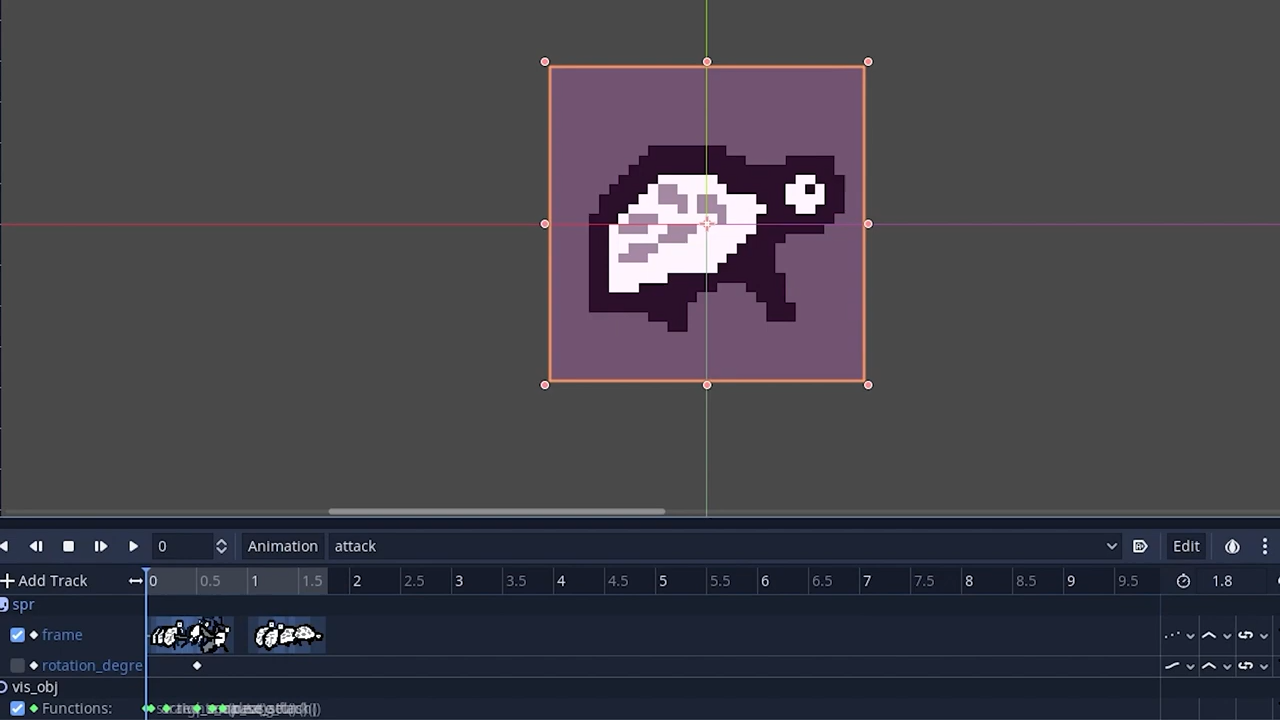 0 Animation attack Edit
Add Track 0 0.5 1 1.5 2 2.5 3 3.5 4 4.5 5 5.5 6 6.5 7 7.5 8 8.5 9 9.5 1.8
spr
frame
rotation_degre
vis_obj
Functions: